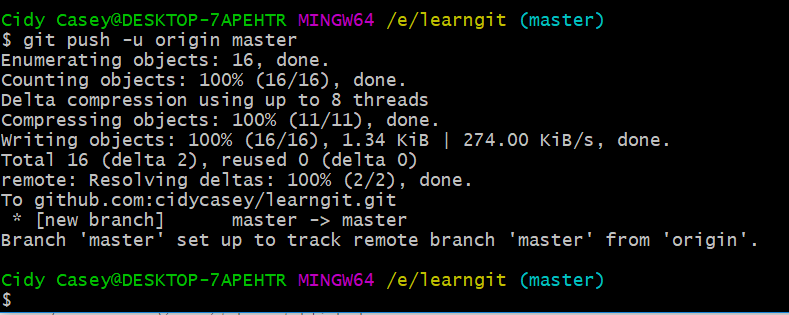 Cidy Casey@DESKTOP-7APEHTR MINGW64 /e/learngit (master)
$ git push -u origin master
Enumerating objects: 16, done.
Counting objects: 100% (16/16), done.
Delta compression using up to 8 threads
Compressing objects: 100% (11/11), done.
Writing objects: 100% (16/16), 1.34 KiB | 274.00 KiB/s, done.
Total 16 (delta 2), reused 0 (delta 0)
remote: Resolving deltas: 100% (2/2), done.
To github.com:cidycasey/learngit.git
 * [new branch]      master -> master
Branch 'master' set up to track remote branch 'master' from 'origin'.
Cidy Casey@DESKTOP-7APEHTR MINGW64 /e/learngit (master)
$